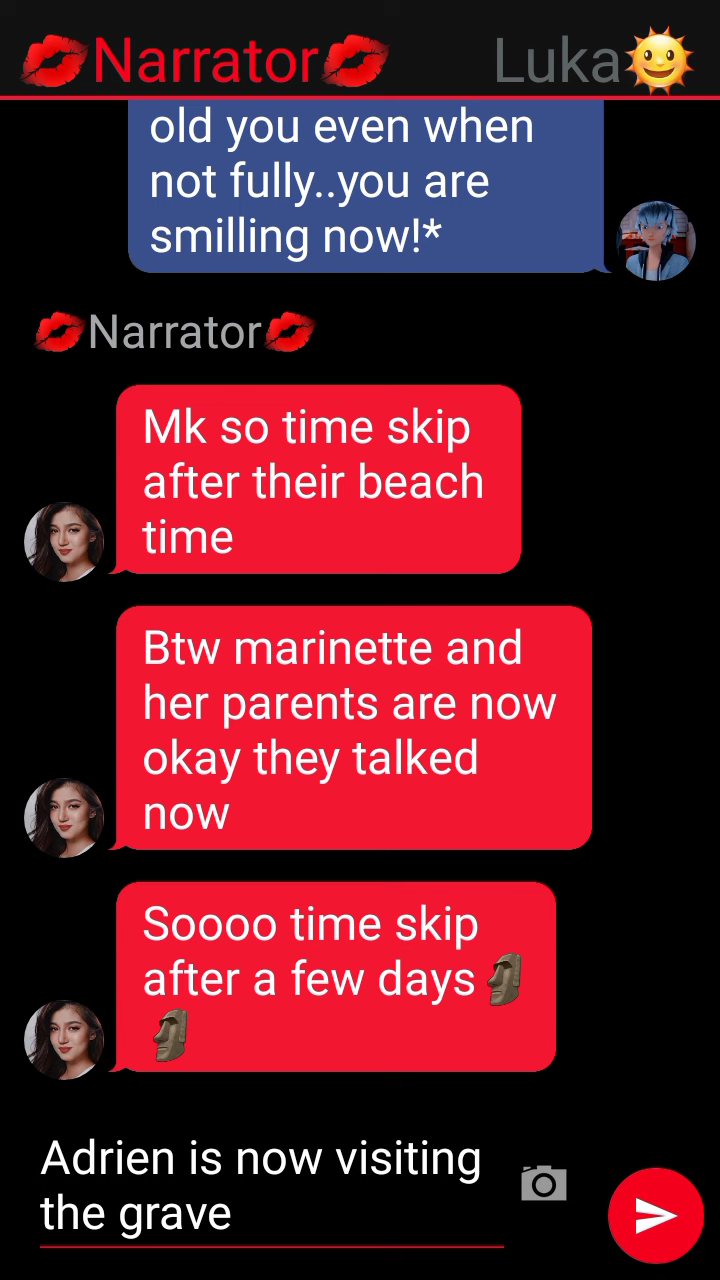 💋Narrator💋 Luka🌞
old you even when
not fully..you are
smilling now!*
💋Narrator💋
Mk so time skip
after their beach
time
Btw marinette and
her parents are now
okay they talked
now
Soooo time skip
after a few days🗿
🗿
Adrien is now visiting
the grave